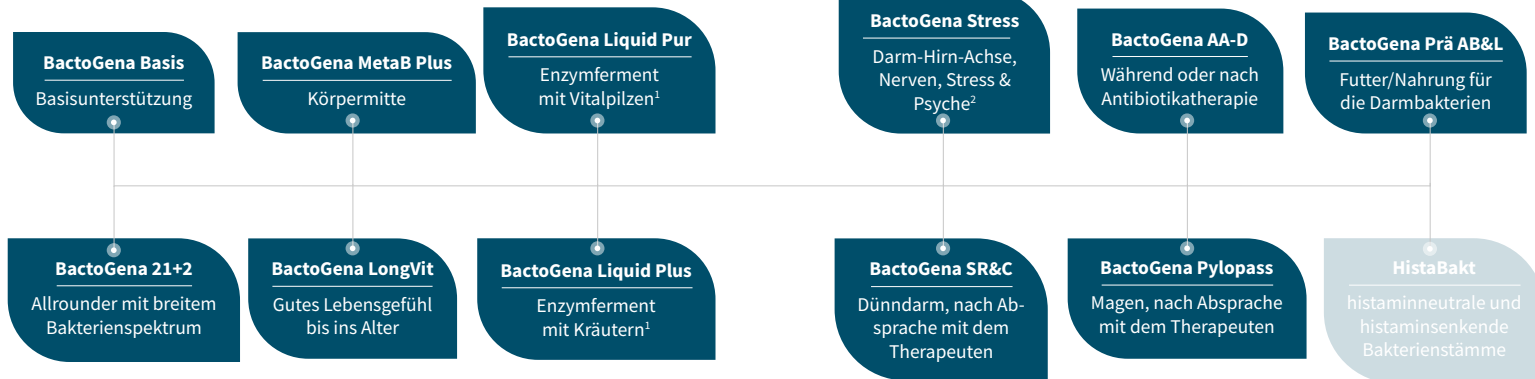 BactoGena Basis
Basisunterstützung
BactoGena MetaB Plus
Körpermitte
BactoGena Liquid Pur
Enzymferment
mit Vitalpilzen¹
BactoGena Stress
Darm-Hirn-Achse,
Nerven, Stress &
Psyche²
BactoGena AA-D
Während oder nach
Antibiotikatherapie
BactoGena Prä AB&L
Futter/Nahrung für
die Darmbakterien
BactoGena 21+2
Allrounder mit breitem
Bakterienspektrum
BactoGena LongVit
Gutes Lebensgefühl
bis ins Alter
BactoGena Liquid Plus
Enzymferment
mit Kräutern¹
BactoGena SR&C
Dünndarm, nach Ab-
sprache mit dem
Therapeuten
BactoGena Pylopass
Magen, nach Absprache
mit dem Therapeuten
HistaBakt
histaminneutrale und
histaminsenkende
Bakterienstämme